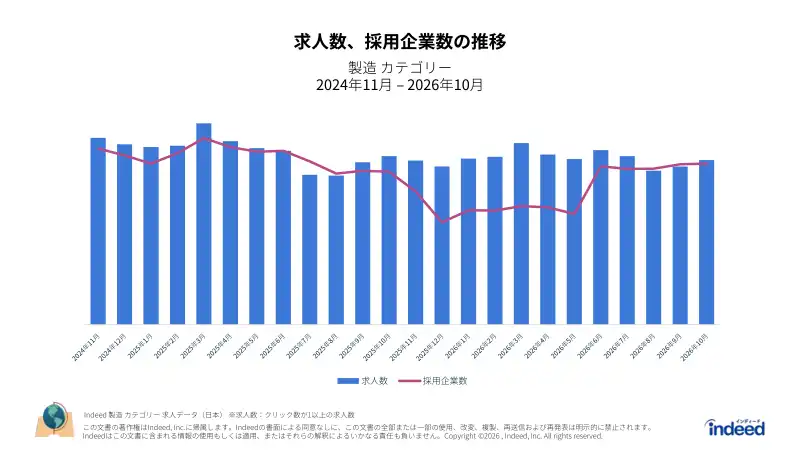 求人数、採用企業数の推移
製造 カテゴリー
2024年11月 – 2026年10月
2024年11月
2024年12月
2025年1月
2025年2月
2025年3月
2025年4月
2025年5月
2025年6月
2025年7月
2025年8月
2025年9月
2025年10月
2025年11月
2025年12月
2026年1月
2026年2月
2026年3月
2026年4月
2026年5月
2026年6月
2026年7月
2026年8月
2026年9月
2026年10月
求人数 採用企業数
Indeed 製造 カテゴリー 求人データ（日本） ※求人数：クリック数が1以上の求人数
この文書の著作権はIndeed, Inc.に帰属します。Indeedの書面による同意なしに、この文書の全部または一部の使用、改変、複製、再送信および再発表は明示的に禁止されます。
Indeedはこの文書に含まれる情報の使用もしくは適用、またはそれらの解釈によるいかなる責任も負いません。Copyright ©2026 , Indeed, Inc. All rights reserved.
インディード
indeed